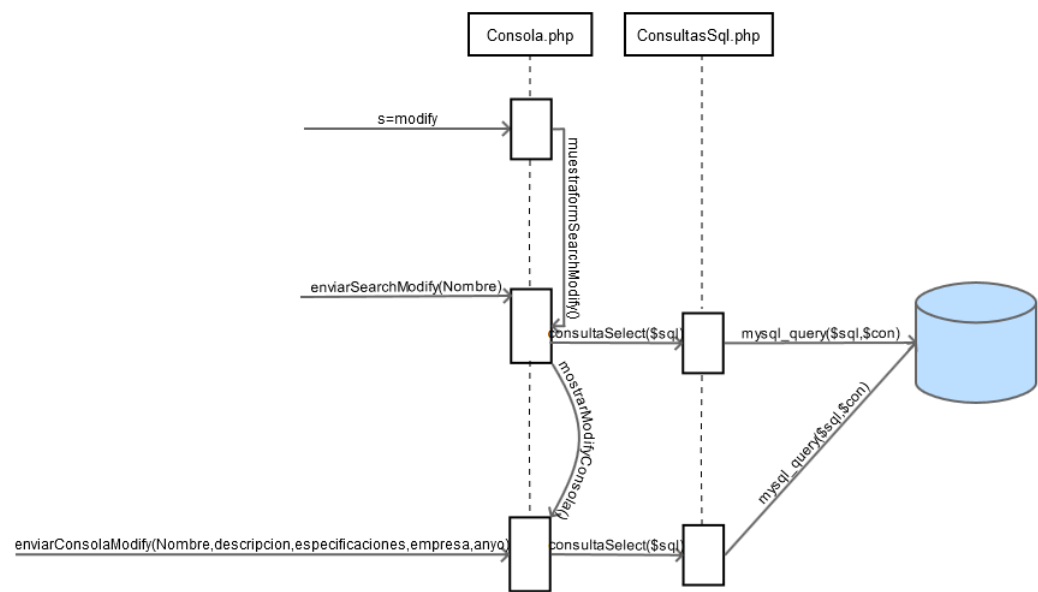 Consola.php
ConsultasSql.php
s=modify
muestraformSearchModify()
enviarSearchModify(Nombre)
consultaSelect($sql)
mysql_query($sql,$con)
mostrarModifyConsola()
mysql_query($sql,$con)
enviarConsolaModify(Nombre,descripcion,especificaciones,empresa,anyo)
consultaSelect($sql)